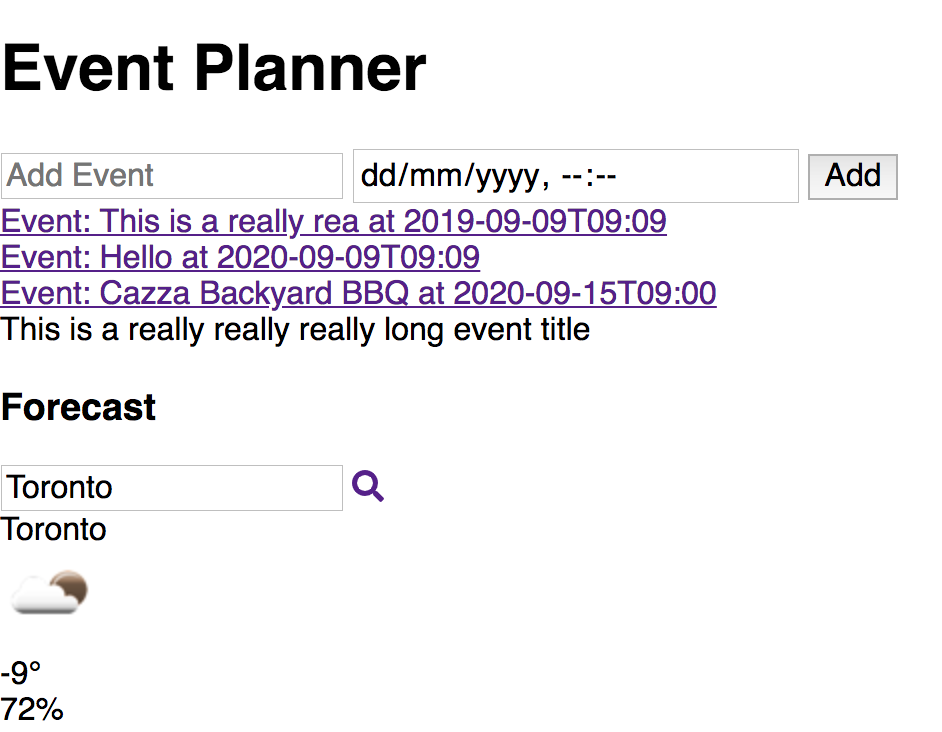 Event Planner
Add Event dd/mm/yyyy, --:-- Add
Event: This is a really rea at 2019-09-09T09:09
Event: Hello at 2020-09-09T09:09
Event: Cazza Backyard BBQ at 2020-09-15T09:00
This is a really really really long event title
Forecast
Toronto
Toronto
-9°
72%